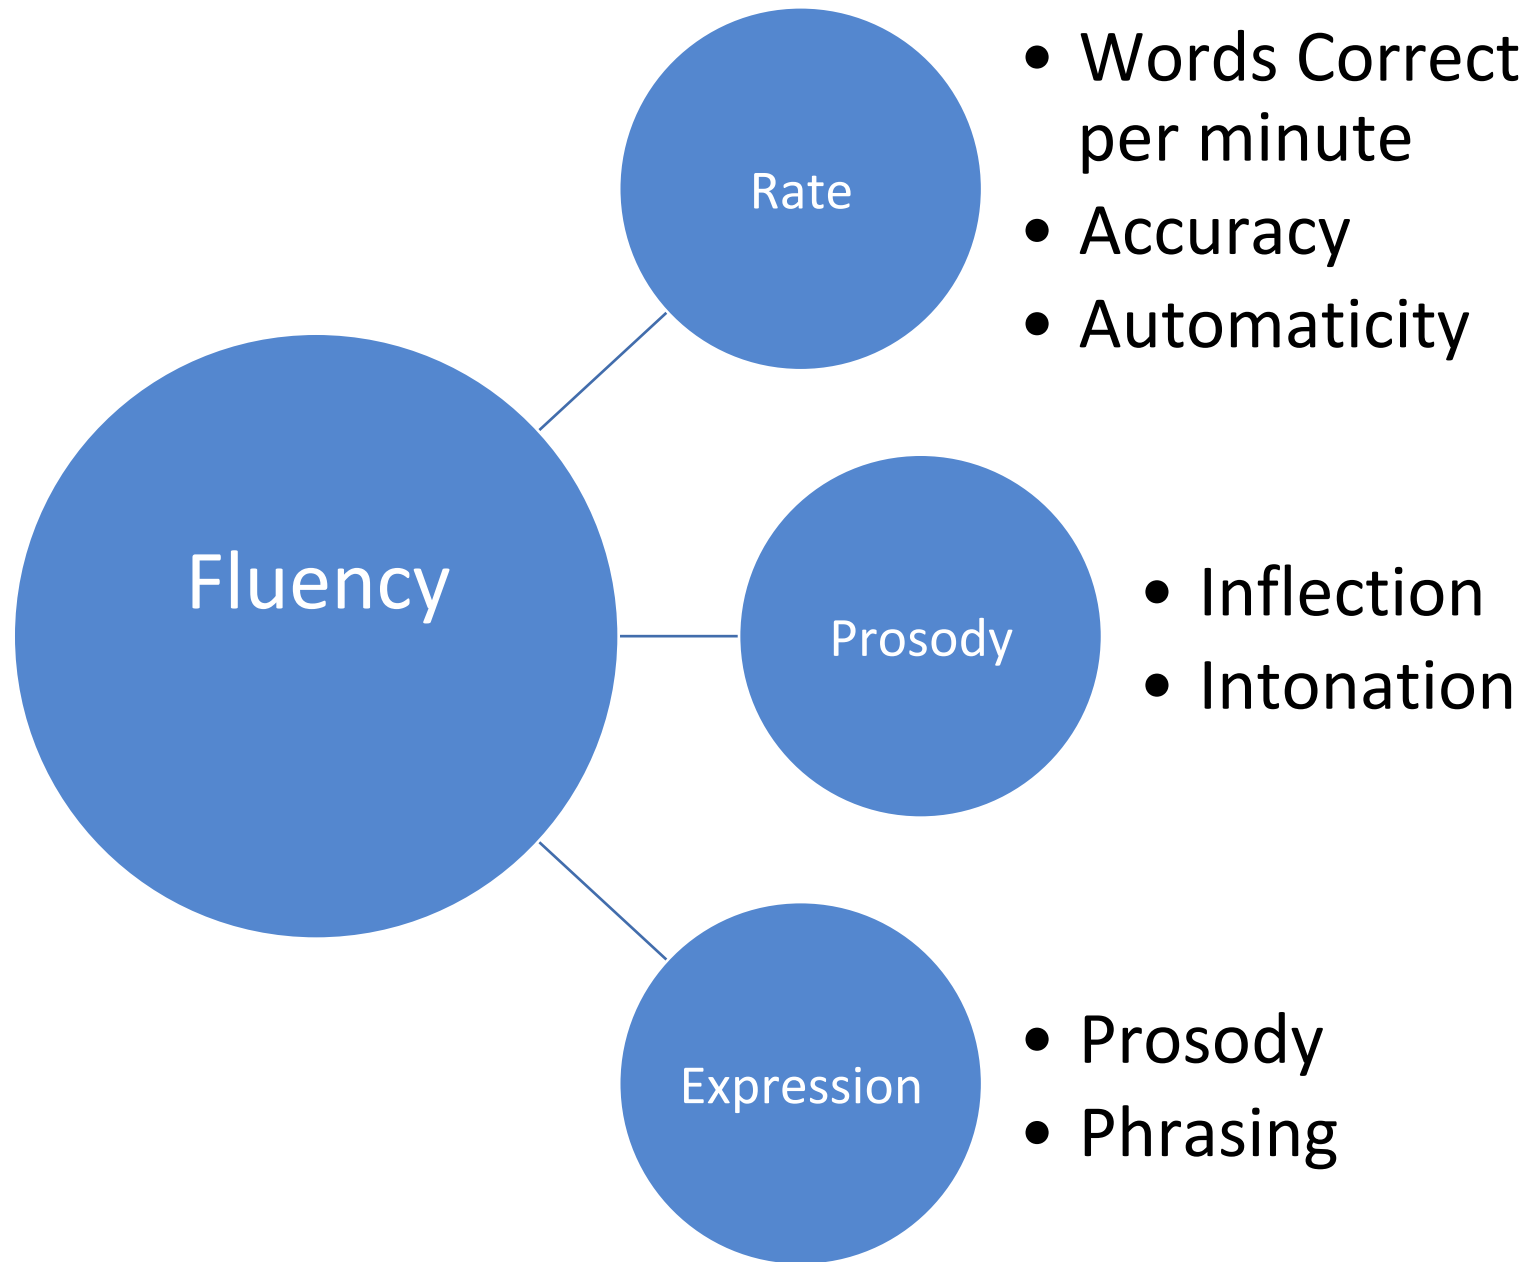 Fluency
Rate
• Words Correct
per minute
• Accuracy
• Automaticity
Prosody
• Inflection
• Intonation
Expression
• Prosody
• Phrasing